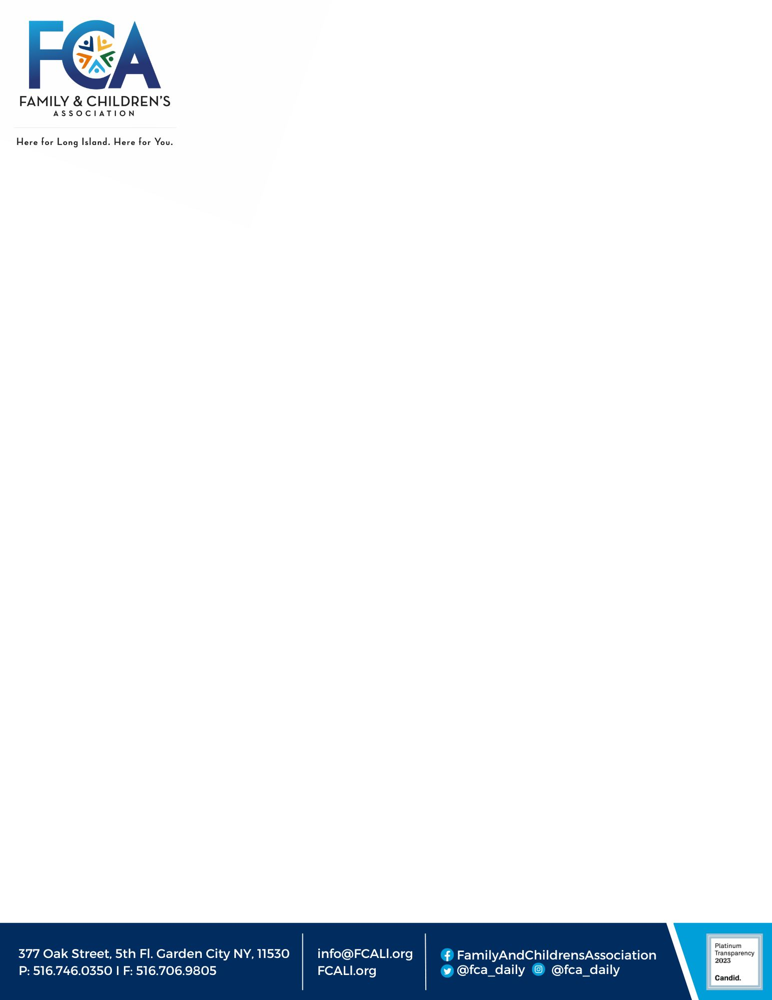 FCA
FAMILY & CHILDREN'S
ASSOCIATION
Here for Long Island. Here for You.
377 Oak Street, 5th Fl. Garden City NY, 11530
P: 516.746.0350 I F: 516.706.9805
info@FCALI.org
FCALI.org
FamilyAndChildrensAssociation
@fca_daily @fca_daily
Platinum
Transparency
2023
Candid.